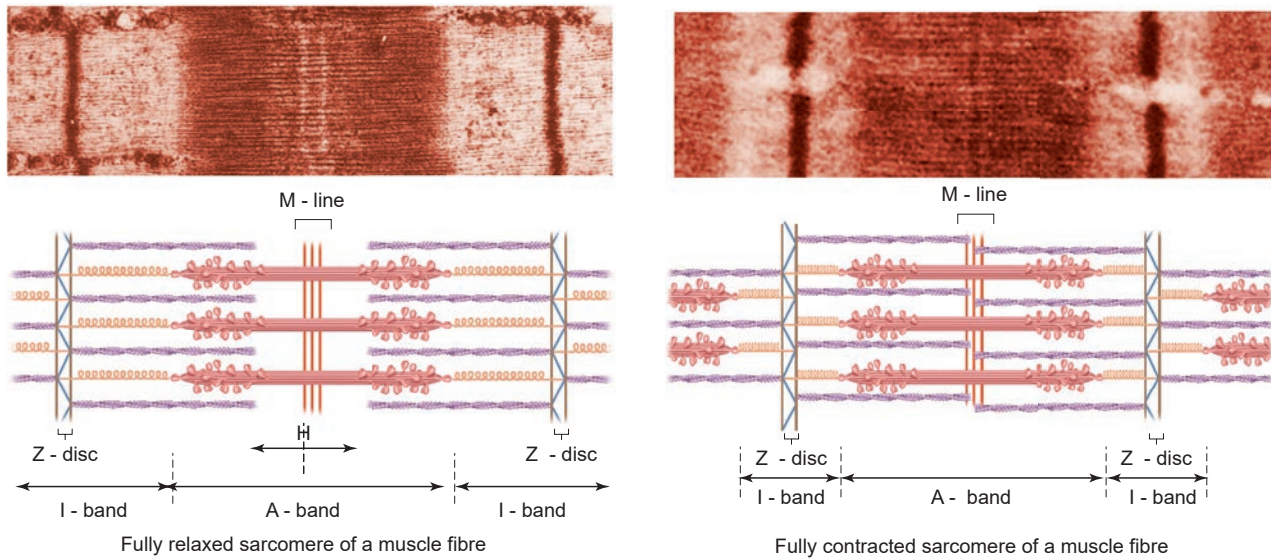 M - line
H
Z - disc
Z - disc
I - band
A - band
I - band
Fully relaxed sarcomere of a muscle fibre
M - line
Z - disc
Z - disc
I - band
A - band
I - band
Fully contracted sarcomere of a muscle fibre